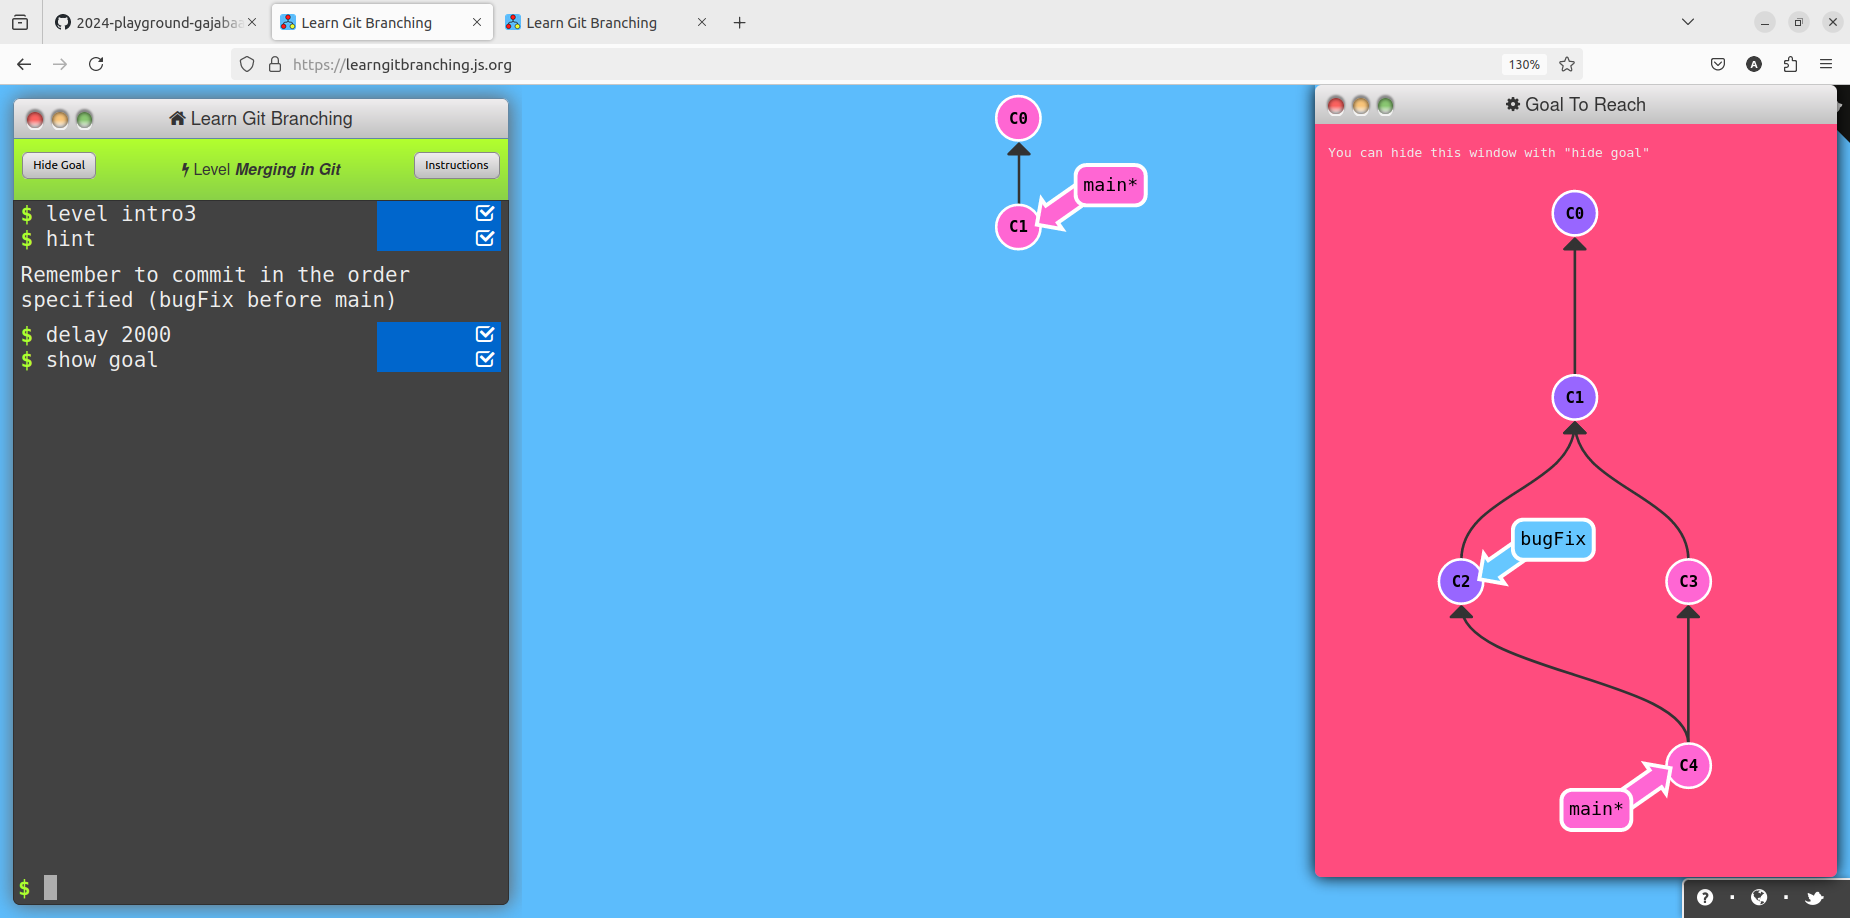 2024-playground-gajaba
Learn Git Branching
Learn Git Branching
https://learngitbranching.js.org
130%
A
Learn Git Branching
Hide Goal
Level Merging in Git
Instructions
$ level intro3
$ hint
Remember to commit in the order
specified (bugFix before main)
$ delay 2000
$ show goal
$
C0
main*
C1
Goal To Reach
You can hide this window with "hide goal"
C0
C1
bugFix
C2
C3
C4
main*